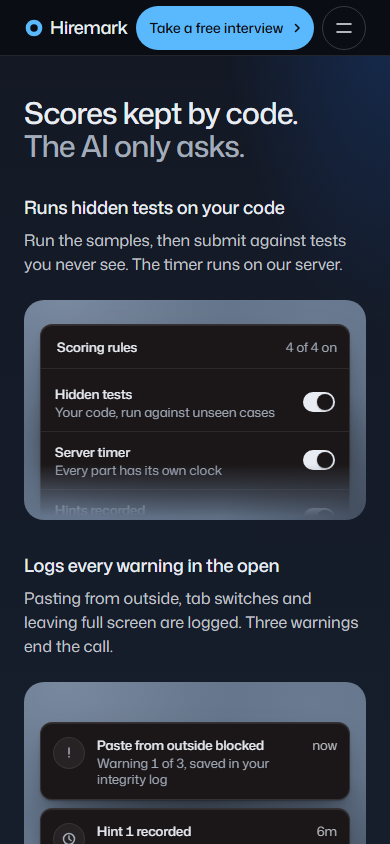 Hiremark
Take a free interview
Scores kept by code.
The AI only asks.
Runs hidden tests on your code
Run the samples, then submit against tests
you never see. The timer runs on our server.
Scoring rules
4 of 4 on
Hidden tests
Your code, run against unseen cases
Server timer
Every part has its own clock
Hints recorded
Logs every warning in the open
Pasting from outside, tab switches and
leaving full screen are logged. Three warnings
end the call.
Paste from outside blocked
now
Warning 1 of 3, saved in your
integrity log
Hint 1 recorded
6m